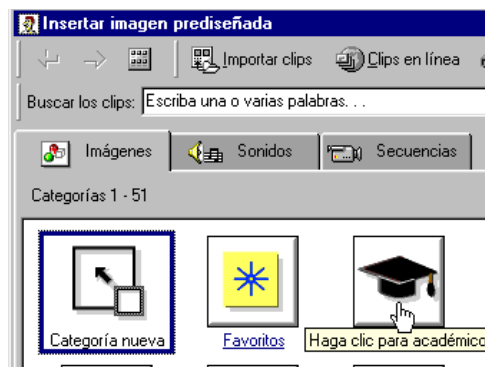 Insertar imagen prediseñada
Importar clips Clips en línea
Buscar los clips: Escriba una o varias palabras. . .
Imágenes Sonidos Secuencias
Categorías 1 - 51
Categoría nueva Favoritos Haga clic para académico